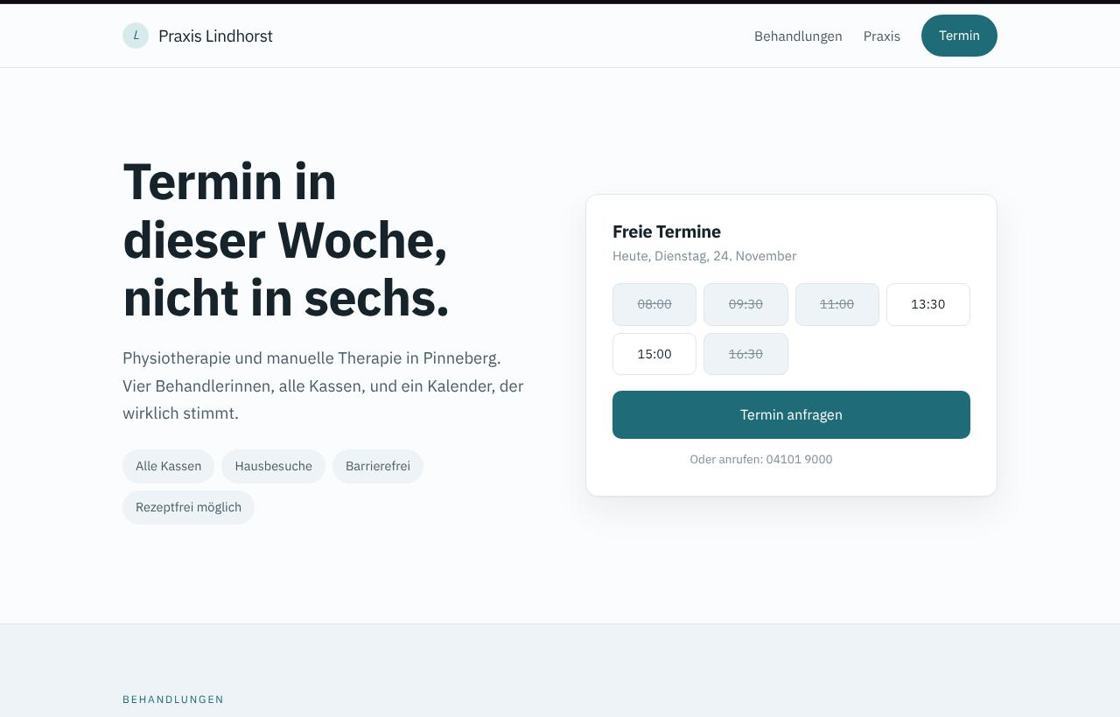 L Praxis Lindhorst
Behandlungen Praxis Termin
Termin in
dieser Woche,
nicht in sechs.
Physiotherapie und manuelle Therapie in Pinneberg.
Vier Behandlerinnen, alle Kassen, und ein Kalender, der
wirklich stimmt.
Alle Kassen Hausbesuche Barrierefrei
Rezeptfrei möglich
Freie Termine
Heute, Dienstag, 24. November
08:00 09:30 11:00 13:30
15:00 16:30
Termin anfragen
Oder anrufen: 04101 9000
BEHANDLUNGEN